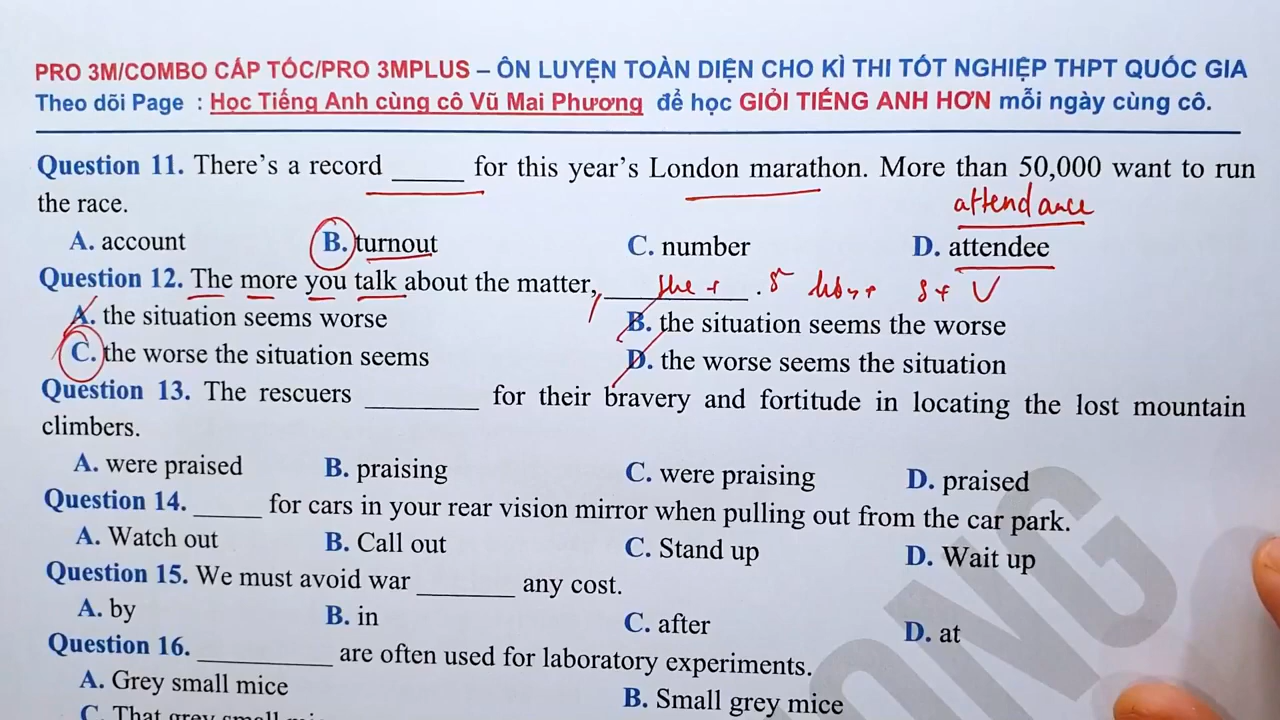 PRO 3M/COMBO CẤP TỐC/PRO 3MPLUS – ÔN LUYỆN TOÀN DIỆN CHO KÌ THI TỐT NGHIỆP THPT QUỐC GIA
Theo dõi Page : Học Tiếng Anh cùng cô Vũ Mai Phương để học GIỎI TIẾNG ANH HƠN mỗi ngày cùng cô.
Question 11. There's a record _____ for this year's London marathon. More than 50,000 want to run
the race.
attendance
A. account B. turnout C. number D. attendee
Question 12. The more you talk about the matter, __________ . S + V
A. the situation seems worse B. the situation seems the worse
C. the worse the situation seems D. the worse seems the situation
Question 13. The rescuers ________ for their bravery and fortitude in locating the lost mountain
climbers.
A. were praised B. praising C. were praising D. praised
Question 14. _____ for cars in your rear vision mirror when pulling out from the car park.
A. Watch out B. Call out C. Stand up D. Wait up
Question 15. We must avoid war _______ any cost.
A. by B. in C. after D. at
Question 16. __________ are often used for laboratory experiments.
A. Grey small mice B. Small grey mice
C. That grey small
ONG